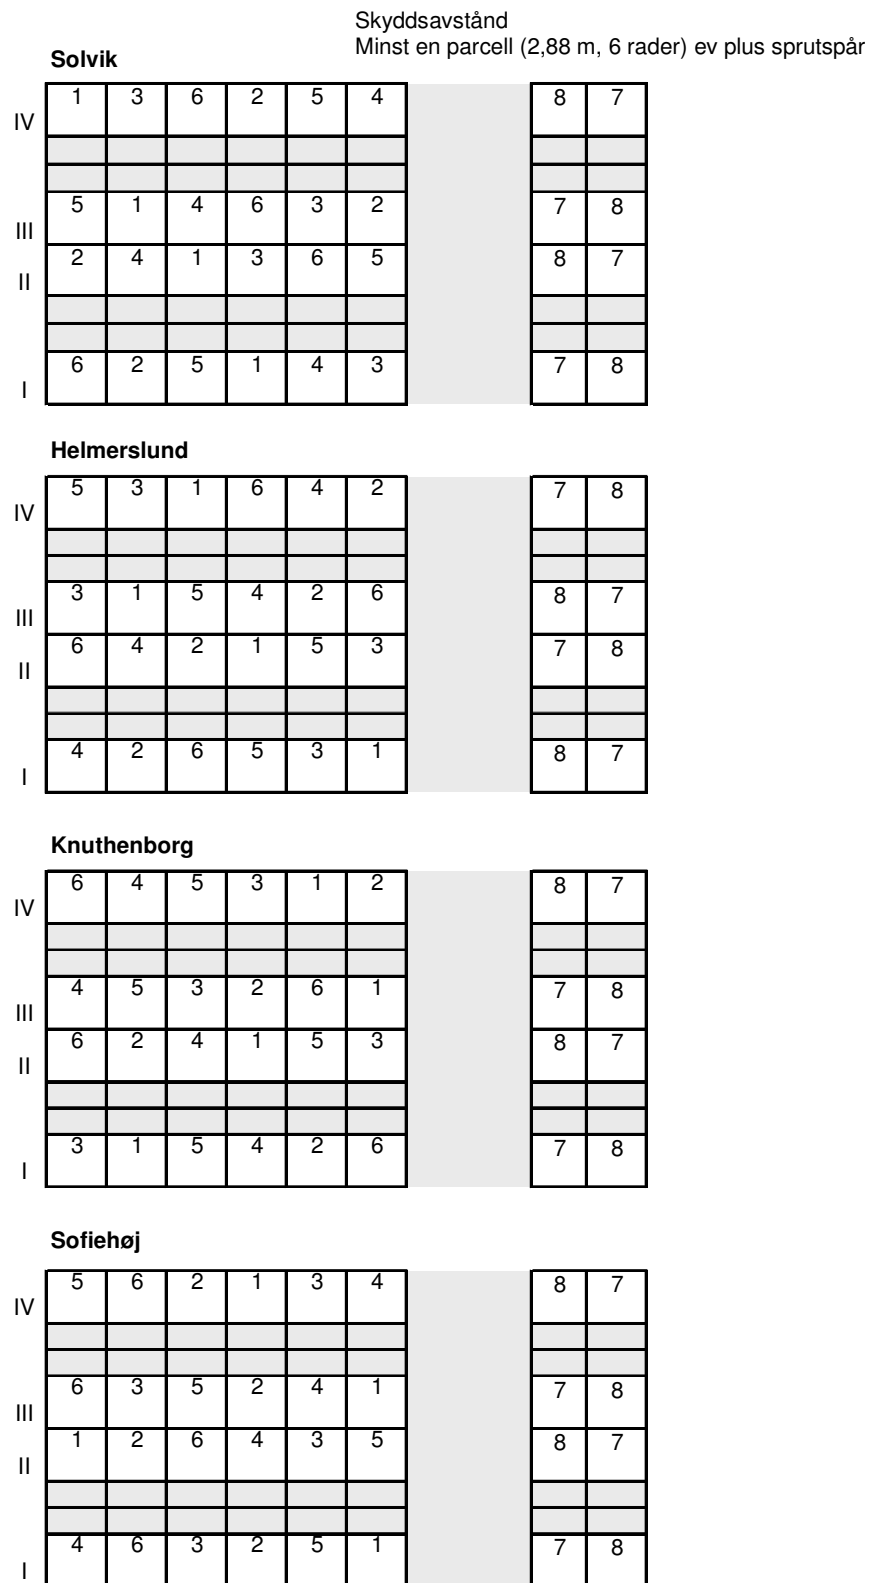 Skyddsavstånd
Minst en parcell (2,88 m, 6 rader) ev plus sprutspår
Solvik
IV 1 3 6 2 5 4 8 7
III 5 1 4 6 3 2 7 8
II 2 4 1 3 6 5 8 7
I 6 2 5 1 4 3 7 8
Helmerslund
IV 5 3 1 6 4 2 7 8
III 3 1 5 4 2 6 8 7
II 6 4 2 1 5 3 7 8
I 4 2 6 5 3 1 8 7
Knuthenborg
IV 6 4 5 3 1 2 8 7
III 4 5 3 2 6 1 7 8
II 6 2 4 1 5 3 8 7
I 3 1 5 4 2 6 7 8
Sofiehøj
IV 5 6 2 1 3 4 8 7
III 6 3 5 2 4 1 7 8
II 1 2 6 4 3 5 8 7
I 4 6 3 2 5 1 7 8